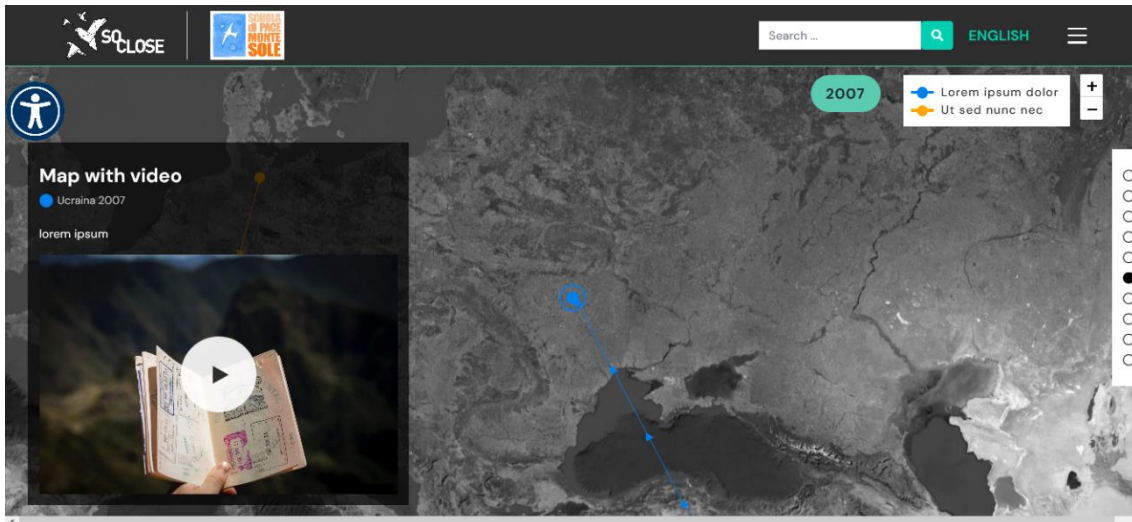 SO
CLOSE
SCUOLA
di PACE
MONTE
SOLE
Search ...
ENGLISH
2007
Lorem ipsum dolor
Ut sed nunc nec
+
−
Map with video
Ucraina 2007
lorem ipsum